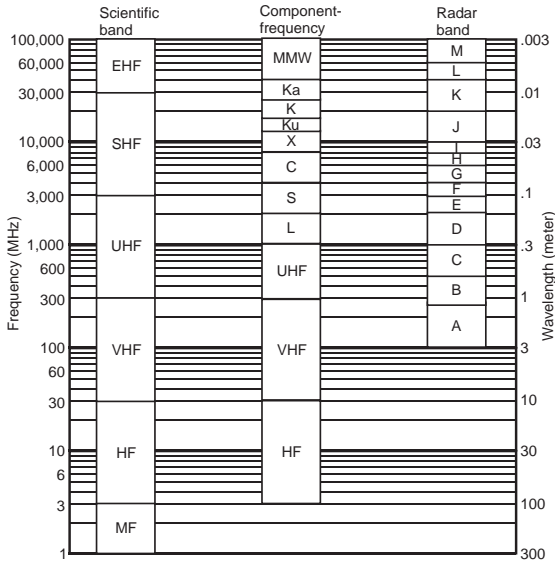 Scientific band
Component-frequency
Radar band
100,000
60,000
30,000
10,000
6,000
3,000
1,000
600
300
100
60
30
10
6
3
1
Frequency (MHz)
EHF
SHF
UHF
VHF
HF
MF
MMW
Ka
K
Ku
X
C
S
L
UHF
VHF
HF
M
L
K
J
I
H
G
F
E
D
C
B
A
.003
.01
.03
.1
.3
1
3
10
30
100
300
Wavelength (meter)